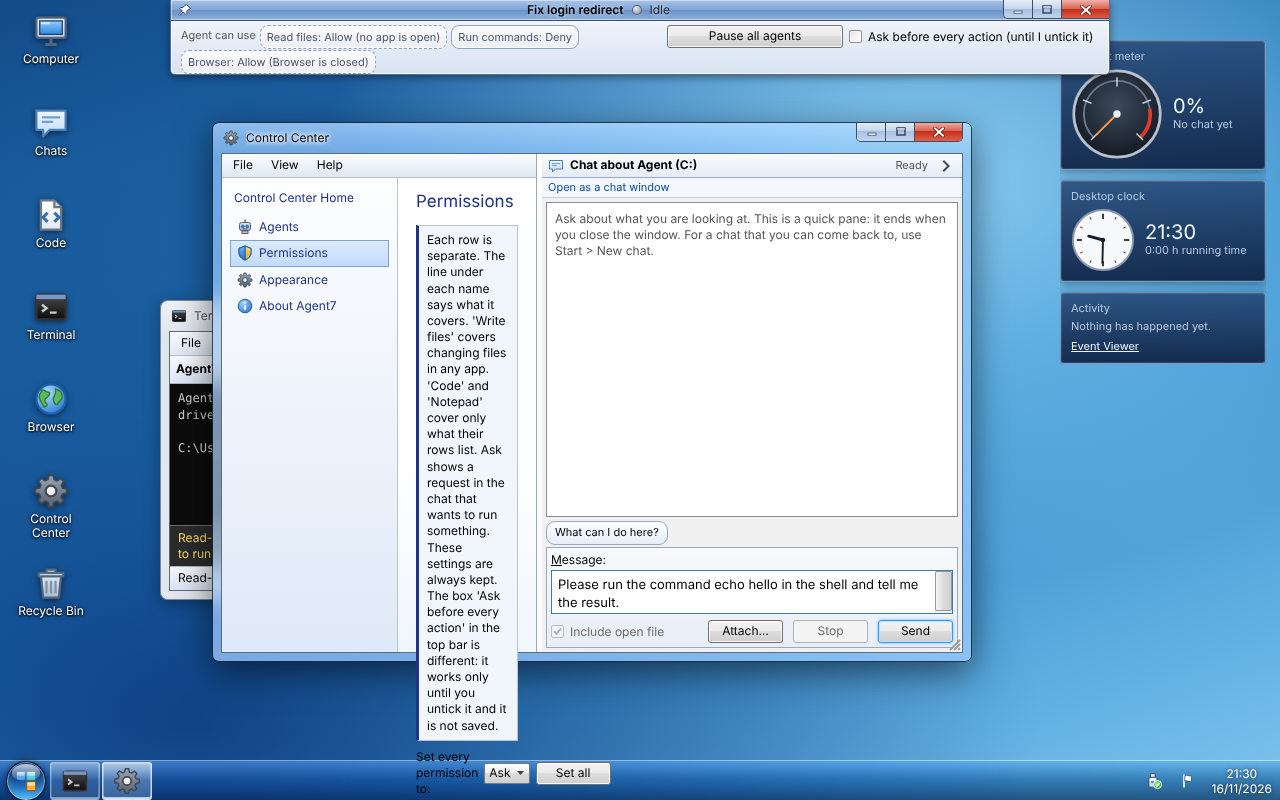 Fix login redirect
Idle
Agent can use
Read files: Allow (no app is open)
Run commands: Deny
Browser: Allow (Browser is closed)
Pause all agents
Ask before every action (until I untick it)
Computer
Chats
Code
Terminal
Browser
Control
Center
Recycle Bin
meter
0%
No chat yet
Desktop clock
21:30
0:00 h running time
Activity
Nothing has happened yet.
Event Viewer
Ter
File
Agent
Agent
drive
C:\Us
Read-
to run
Read-
Control Center
File
View
Help
Control Center Home
Agents
Permissions
Appearance
About Agent7
Permissions
Each row is
separate. The
line under
each name
says what it
covers. 'Write
files' covers
changing files
in any app.
'Code' and
'Notepad'
cover only
what their
rows list. Ask
shows a
request in the
chat that
wants to run
something.
These
settings are
always kept.
The box 'Ask
before every
action' in the
top bar is
different: it
works only
until you
untick it and it
is not saved.
Set every
permission
to:
Ask
Set all
Chat about Agent (C:)
Ready
Open as a chat window
Ask about what you are looking at. This is a quick pane: it ends when
you close the window. For a chat that you can come back to, use
Start > New chat.
What can I do here?
Message:
Please run the command echo hello in the shell and tell me
the result.
Include open file
Attach...
Stop
Send
21:30
16/11/2026